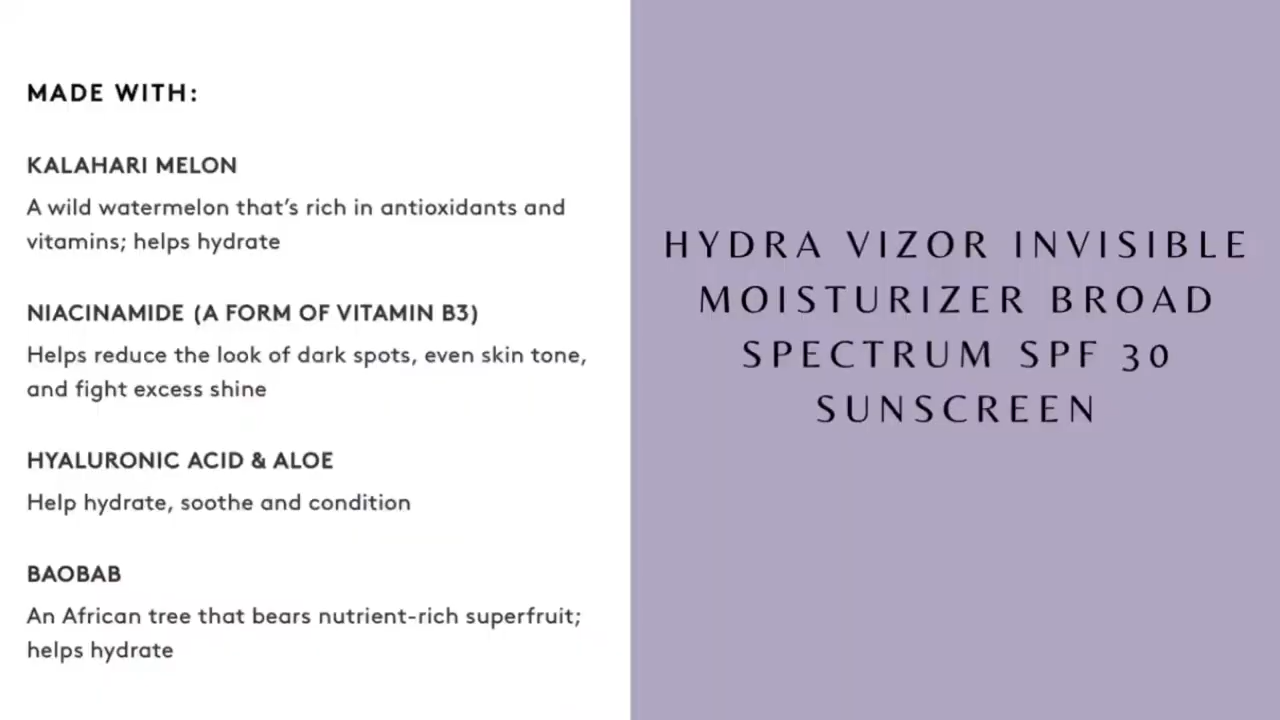 MADE WITH:
KALAHARI MELON
A wild watermelon that’s rich in antioxidants and
vitamins; helps hydrate
NIACINAMIDE (A FORM OF VITAMIN B3)
Helps reduce the look of dark spots, even skin tone,
and fight excess shine
HYALURONIC ACID & ALOE
Help hydrate, soothe and condition
BAOBAB
An African tree that bears nutrient-rich superfruit;
helps hydrate
HYDRA VIZOR INVISIBLE
MOISTURIZER BROAD
SPECTRUM SPF 30
SUNSCREEN